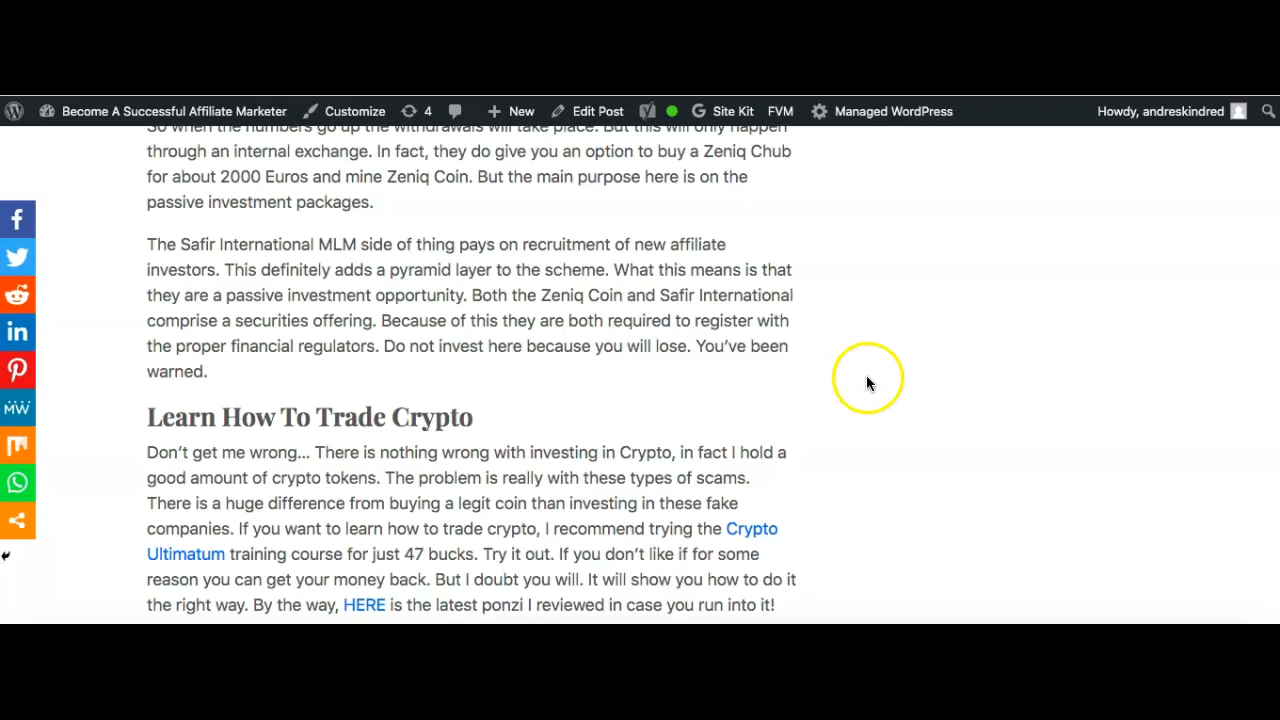 Become A Successful Affiliate Marketer Customize 4 New Edit Post Site Kit FVM Managed WordPress Howdy, andreskindred
So when the numbers go up the withdrawals will take place. But this will only happen
through an internal exchange. In fact, they do give you an option to buy a Zeniq Chub
for about 2000 Euros and mine Zeniq Coin. But the main purpose here is on the
passive investment packages.
The Safir International MLM side of thing pays on recruitment of new affiliate
investors. This definitely adds a pyramid layer to the scheme. What this means is that
they are a passive investment opportunity. Both the Zeniq Coin and Safir International
comprise a securities offering. Because of this they are both required to register with
the proper financial regulators. Do not invest here because you will lose. You’ve been
warned.
Learn How To Trade Crypto
Don’t get me wrong… There is nothing wrong with investing in Crypto, in fact I hold a
good amount of crypto tokens. The problem is really with these types of scams.
There is a huge difference from buying a legit coin than investing in these fake
companies. If you want to learn how to trade crypto, I recommend trying the Crypto
Ultimatum training course for just 47 bucks. Try it out. If you don’t like if for some
reason you can get your money back. But I doubt you will. It will show you how to do it
the right way. By the way, HERE is the latest ponzi I reviewed in case you run into it!
MW